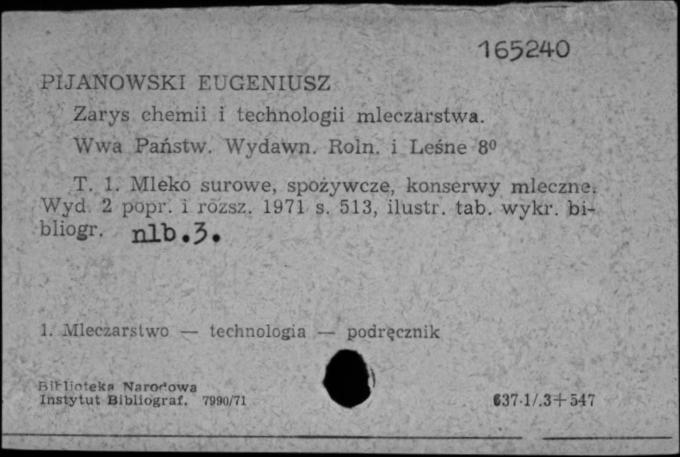 165240
PIJANOWSKI EUGENIUSZ
Zarys chemii i technologii mleczarstwa.
Wwa Państw. Wydawn. Roln. i Leśne 8º
T. 1. Mleko surowe, spożywcze, konserwy mleczne.
Wyd 2 popr. i rozsz. 1971 s. 513, ilustr. tab. wykr. bi-
bliogr. nlb.3.
1. Mleczarstwo — technologia — podręcznik
Biblioteka Narodowa
Instytut Bibliograf. 7990/71
637.1/.3+547